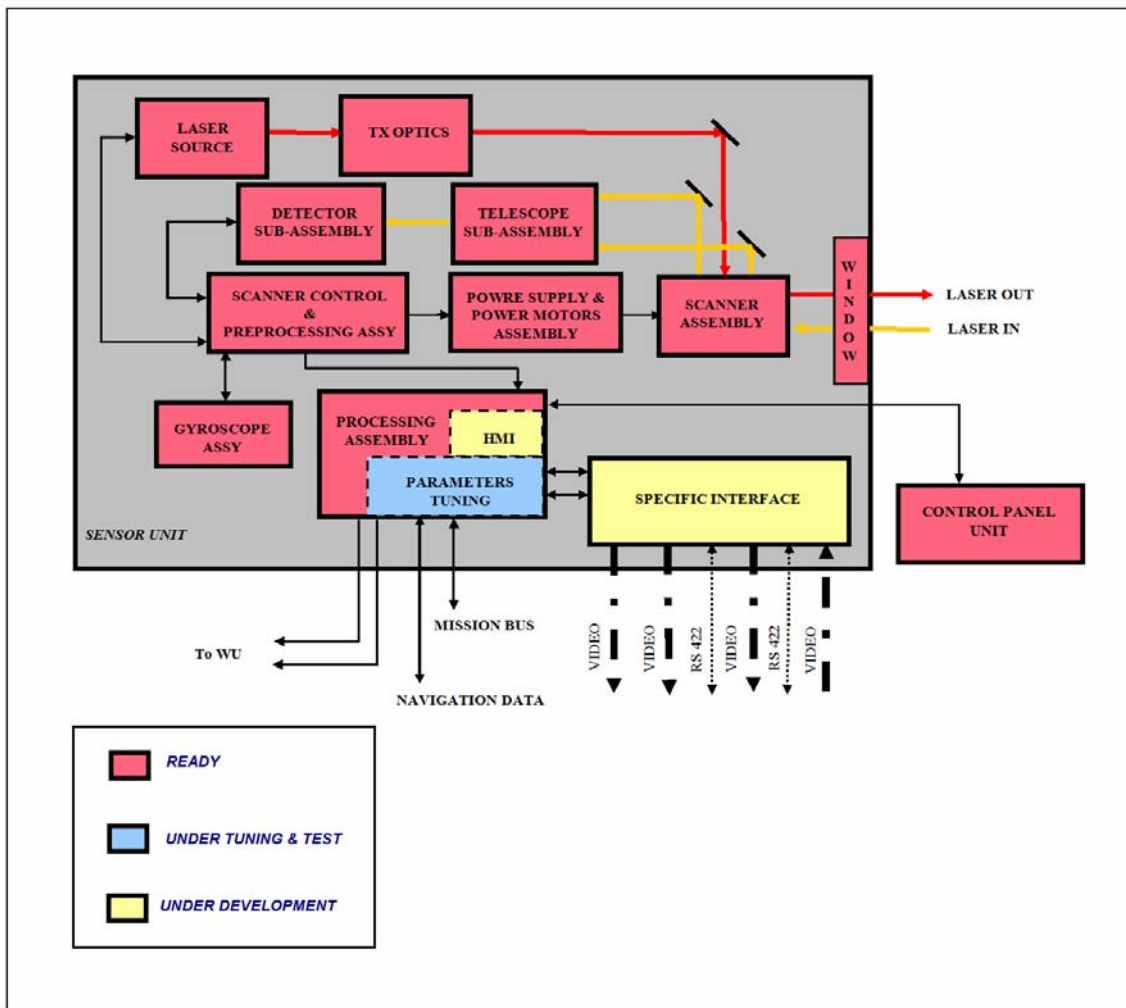 LASER
SOURCE
TX OPTICS
DETECTOR
SUB-ASSEMBLY
TELESCOPE
SUB-ASSEMBLY
SCANNER CONTROL
&
PREPROCESSING ASSY
POWRE SUPPLY &
POWER MOTORS
ASSEMBLY
SCANNER
ASSEMBLY
WINDOW
LASER OUT
LASER IN
GYROSCOPE
ASSY
PROCESSING
ASSEMBLY
HMI
PARAMETERS
TUNING
SPECIFIC INTERFACE
CONTROL PANEL
UNIT
SENSOR UNIT
To WU
MISSION BUS
NAVIGATION DATA
VIDEO
VIDEO
RS 422
VIDEO
RS 422
VIDEO
READY
UNDER TUNING & TEST
UNDER DEVELOPMENT